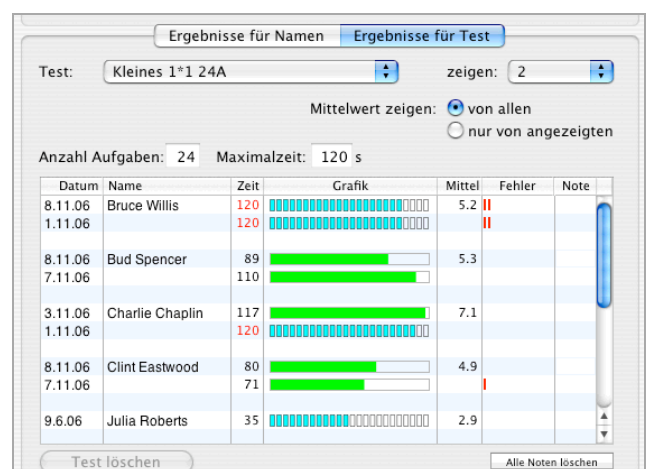 Ergebnisse für Namen Ergebnisse für Test
Test: Kleines 1*1 24A zeigen: 2
Mittelwert zeigen: von allen
nur von angezeigten
Anzahl Aufgaben: 24 Maximalzeit: 120 s
Datum Name Zeit Grafik Mittel Fehler Note
8.11.06 Bruce Willis 120 5.2
1.11.06 120
8.11.06 Bud Spencer 89 5.3
7.11.06 110
3.11.06 Charlie Chaplin 117 7.1
1.11.06 120
8.11.06 Clint Eastwood 80 4.9
7.11.06 71
9.6.06 Julia Roberts 35 2.9
Test löschen Alle Noten löschen